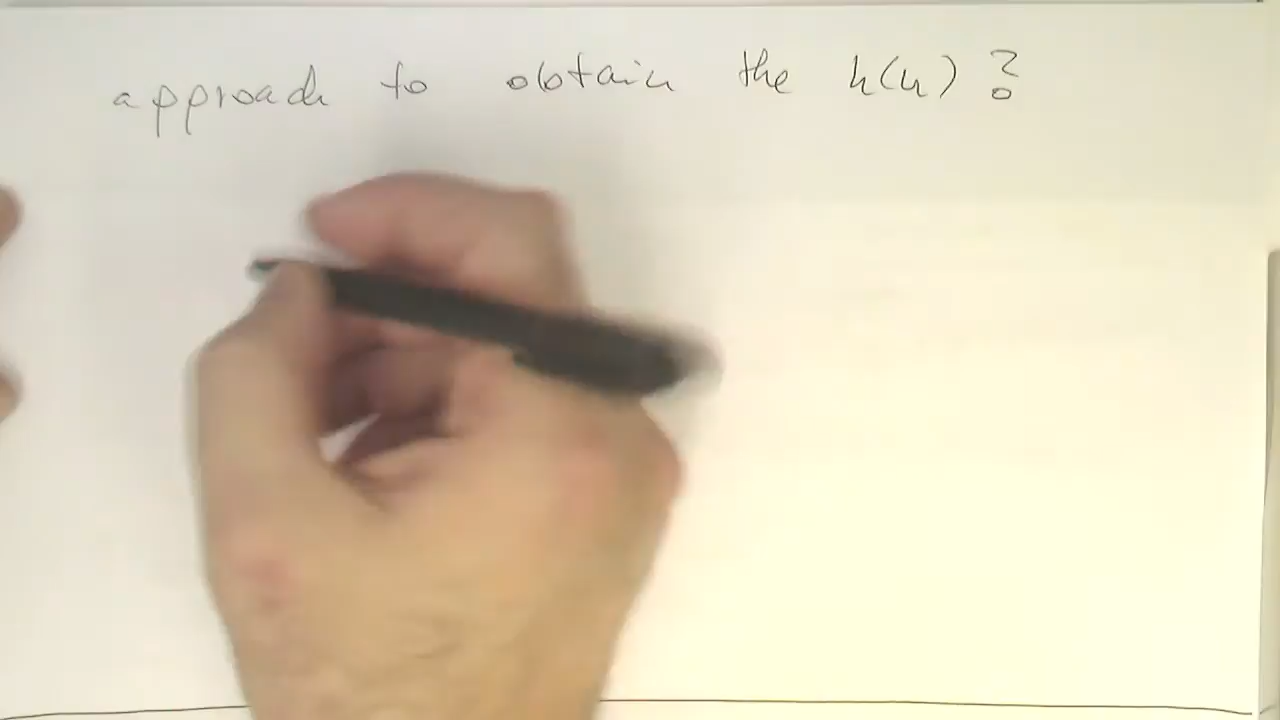 approach to obtain the h(n) ?